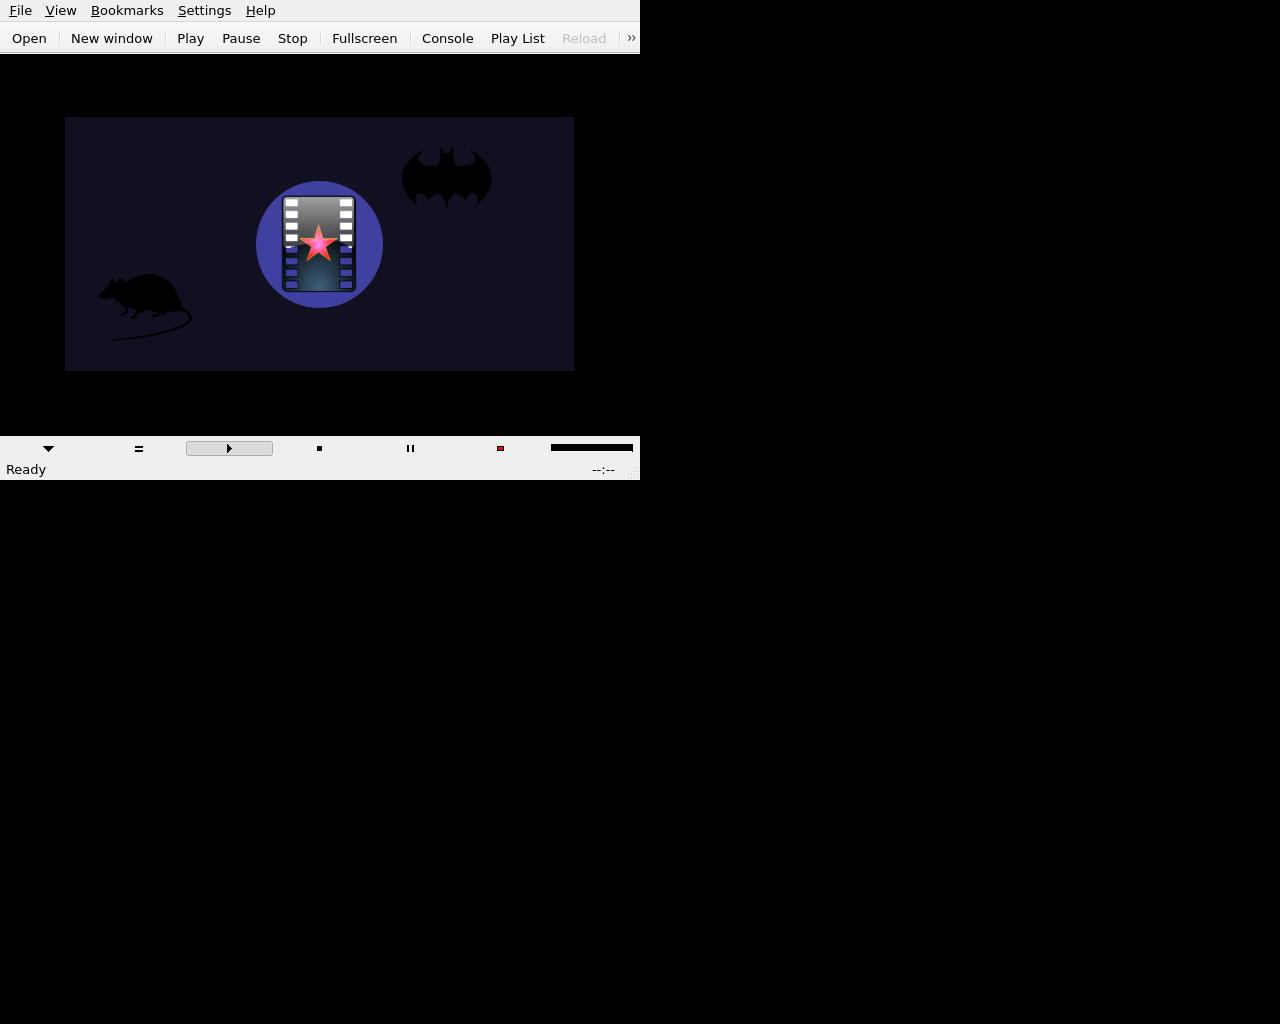 File View Bookmarks Settings Help
Open New window Play Pause Stop Fullscreen Console Play List Reload ››
Ready --:--